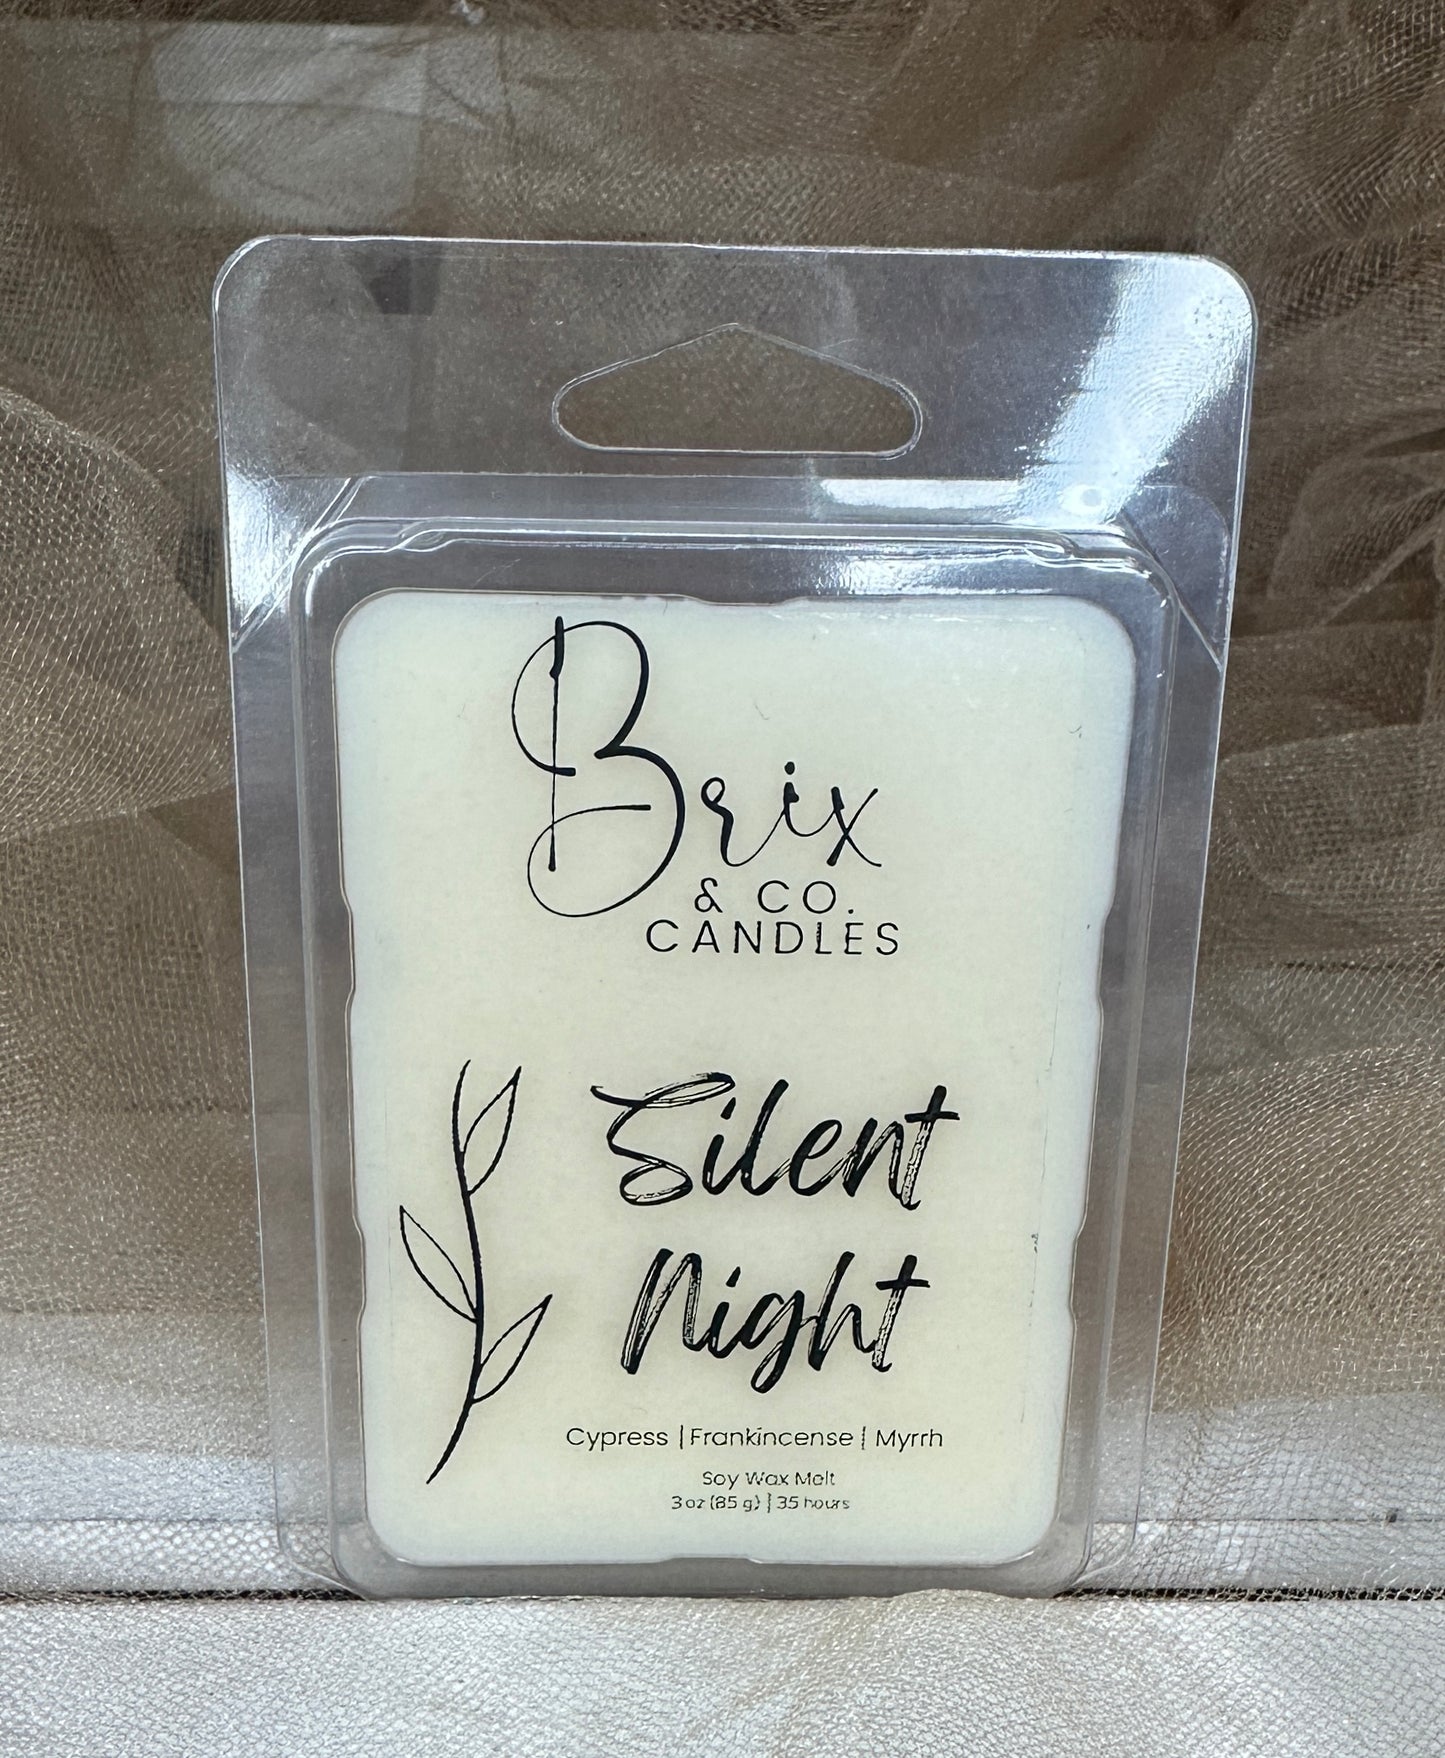 Brix
& CO.
CANDLES
Silent
Night
Cypress | Frankincense | Myrrh
Soy Wax Melt
3 oz (85 g) | 35 hours